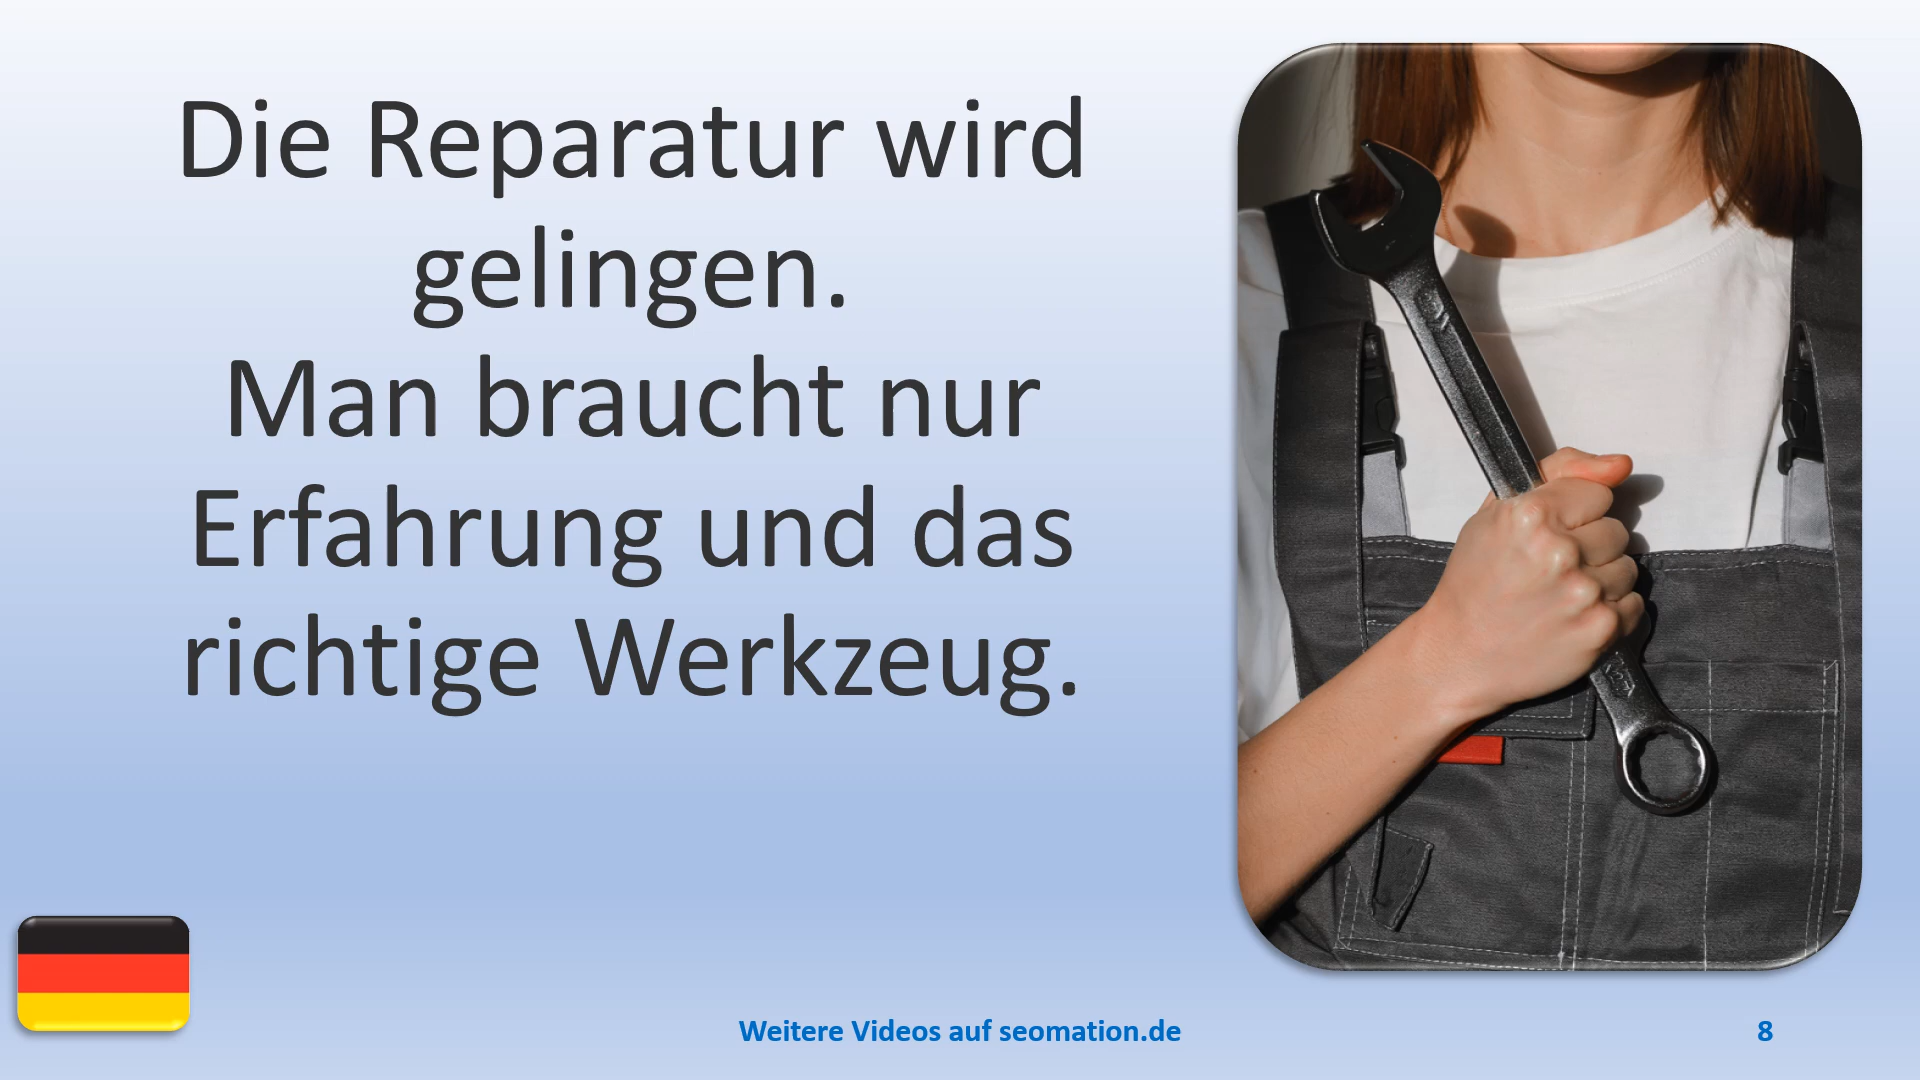 Die Reparatur wird
gelingen.
Man braucht nur
Erfahrung und das
richtige Werkzeug.
Weitere Videos auf seomation.de
8